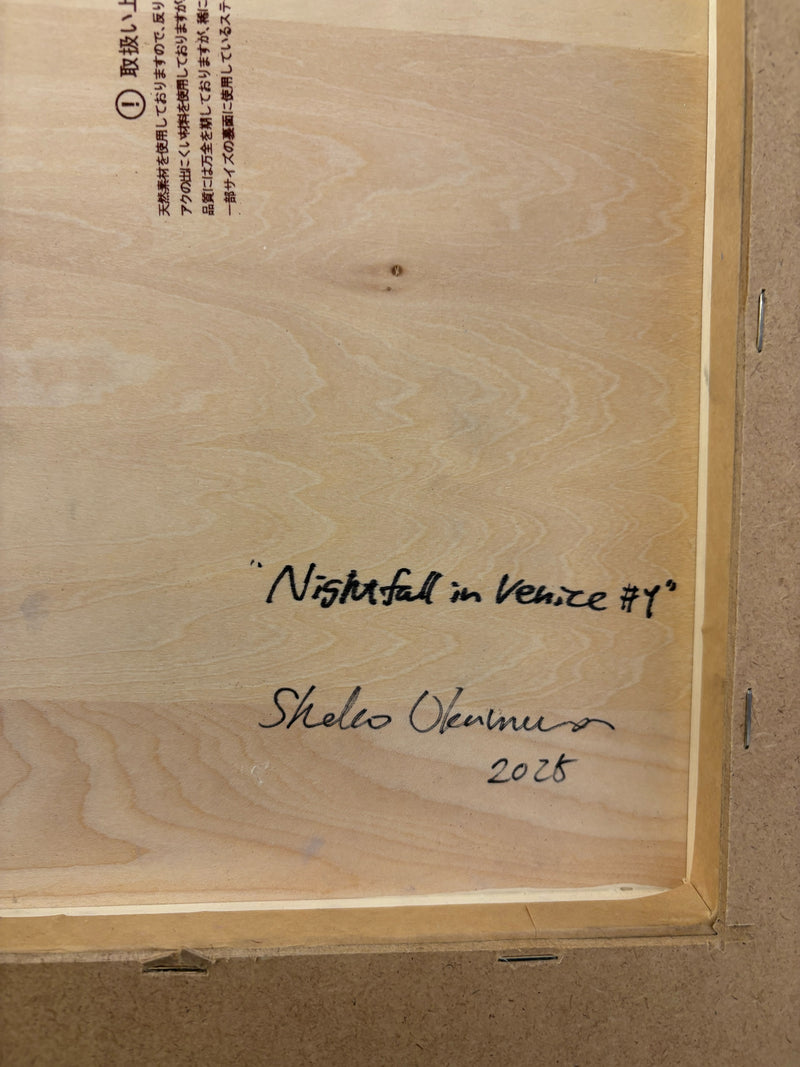 取扱い上
天然素材を使用しておりますので、反り
アクの出にくい材料を使用しておりますが
品質には万全を期しておりますが、稀に
一部サイズの裏面に使用しているステ
"Nightfall in Venice #4"
Okumura
2025